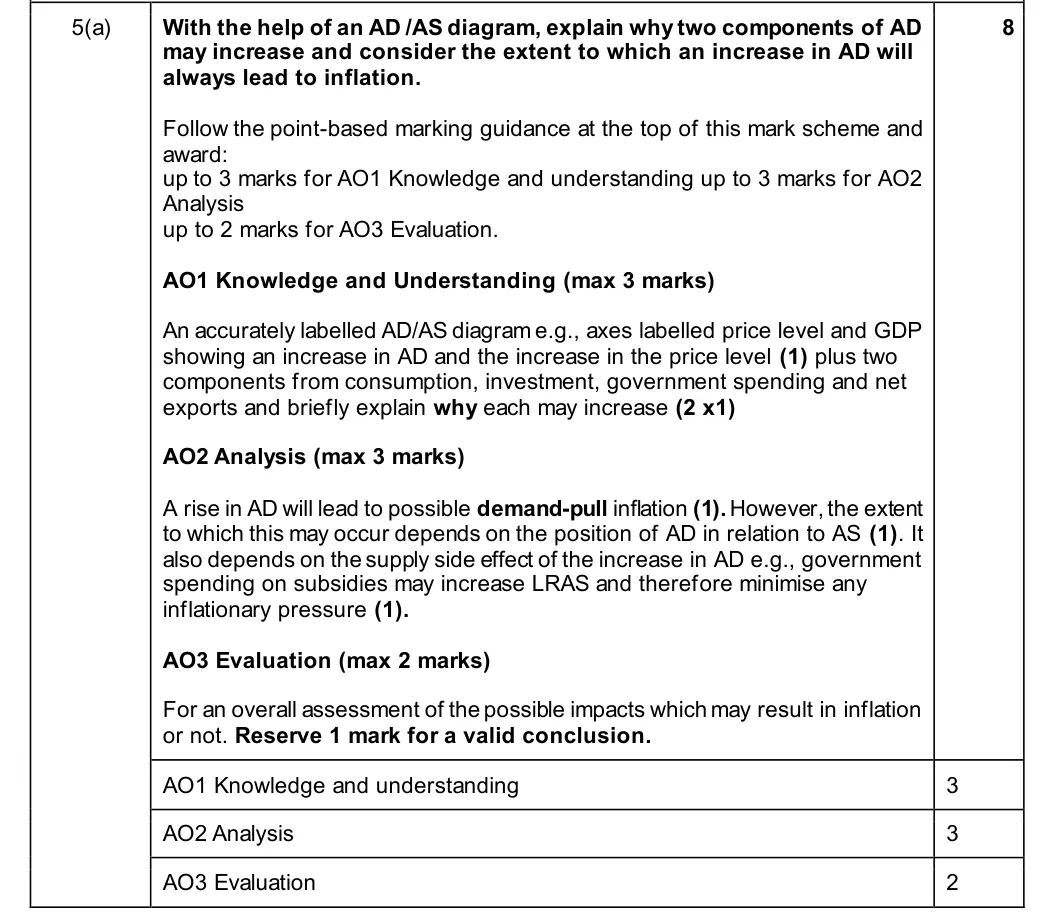 5(a) With the help of an AD /AS diagram, explain why two components of AD 8
may increase and consider the extent to which an increase in AD will
always lead to inflation.
Follow the point-based marking guidance at the top of this mark scheme and
award:
up to 3 marks for AO1 Knowledge and understanding up to 3 marks for AO2
Analysis
up to 2 marks for AO3 Evaluation.
AO1 Knowledge and Understanding (max 3 marks)
An accurately labelled AD/AS diagram e.g., axes labelled price level and GDP
showing an increase in AD and the increase in the price level (1) plus two
components from consumption, investment, government spending and net
exports and briefly explain why each may increase (2 x1)
AO2 Analysis (max 3 marks)
A rise in AD will lead to possible demand-pull inflation (1). However, the extent
to which this may occur depends on the position of AD in relation to AS (1). It
also depends on the supply side effect of the increase in AD e.g., government
spending on subsidies may increase LRAS and therefore minimise any
inflationary pressure (1).
AO3 Evaluation (max 2 marks)
For an overall assessment of the possible impacts which may result in inflation
or not. Reserve 1 mark for a valid conclusion.
AO1 Knowledge and understanding 3
AO2 Analysis 3
AO3 Evaluation 2